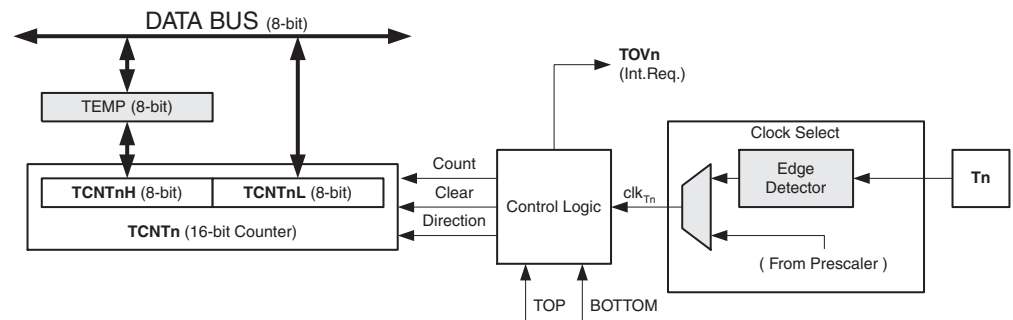 DATA BUS (8-bit)
TOVn
(Int.Req.)
TEMP (8-bit)
Clock Select
Count
TCNTnH (8-bit) TCNTnL (8-bit)
Clear
Control Logic
clkTn
Edge
Detector
Tn
TCNTn (16-bit Counter)
Direction
( From Prescaler )
TOP
BOTTOM